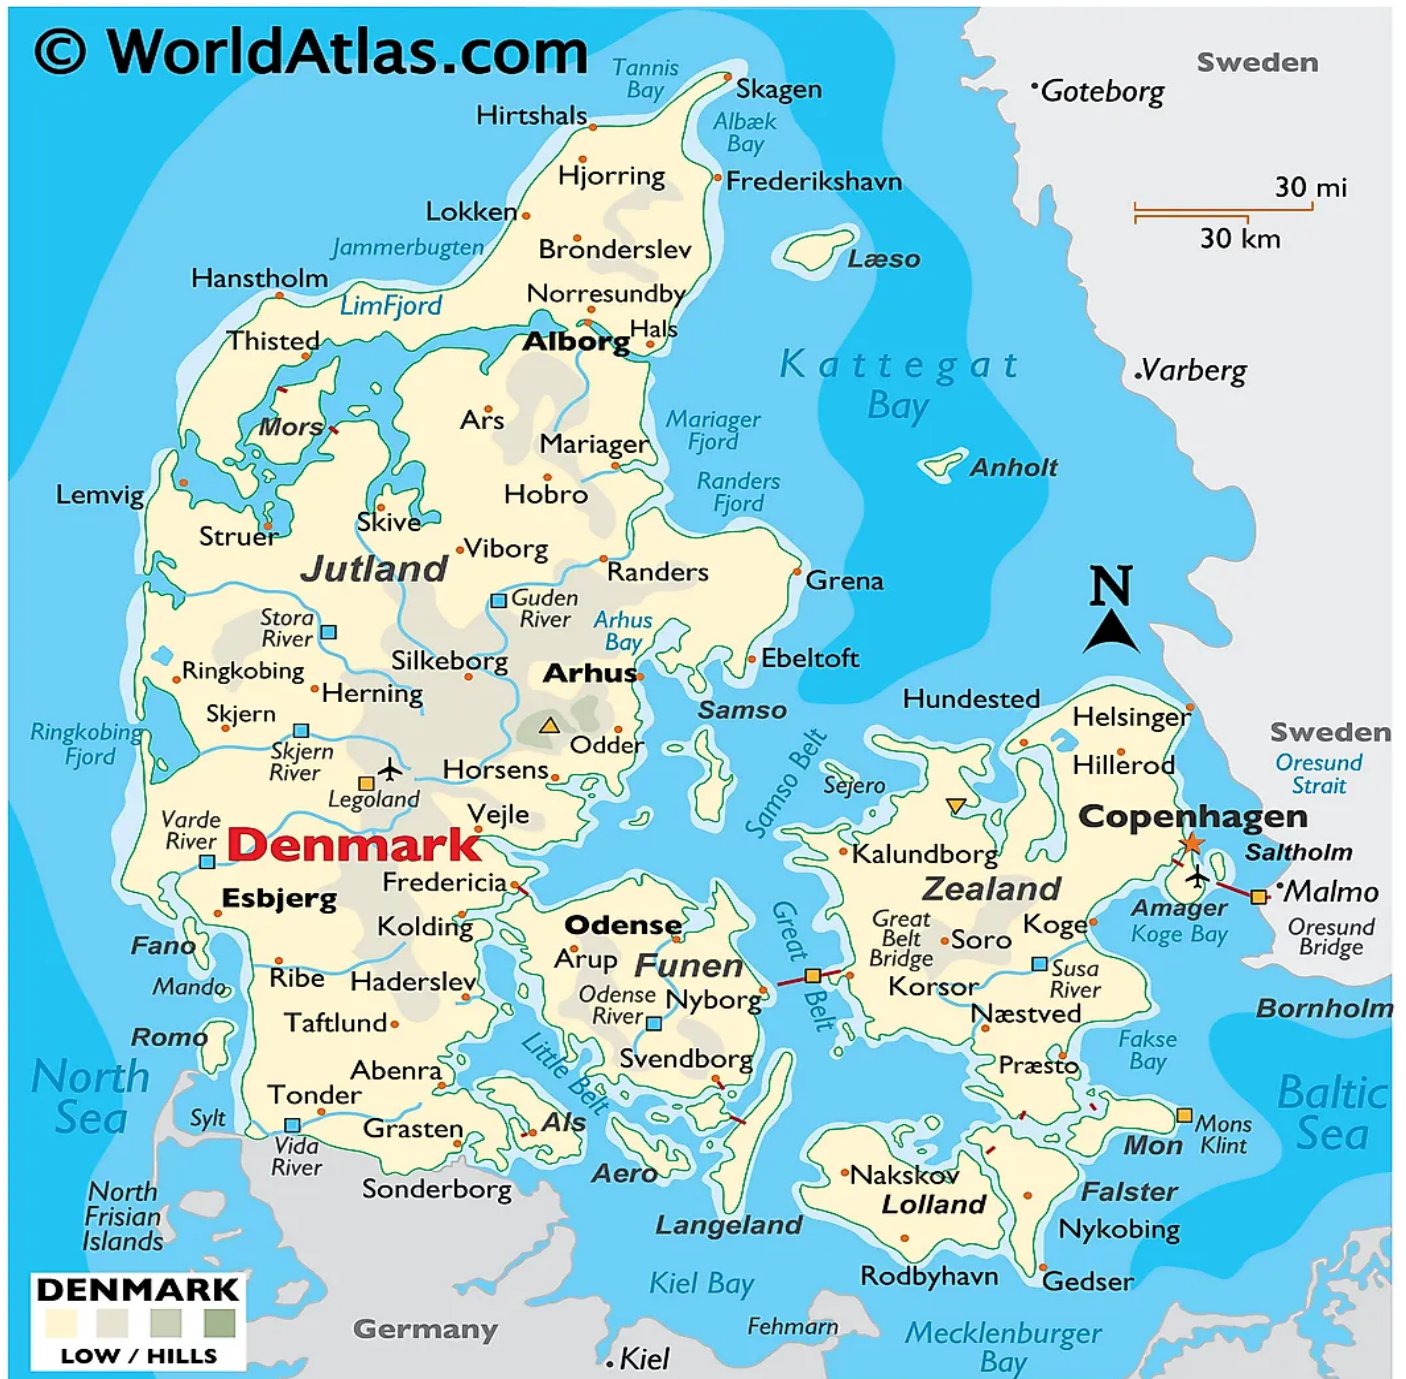 © WorldAtlas.com
Sweden
Tannis
Bay
Skagen
Goteborg
Hirtshals
Albæk
Bay
Hjorring
Frederikshavn
30 mi
30 km
Lokken
Jammerbugten
Bronderslev
Læso
Hanstholm
LimFjord
Norresundby
Thisted
Alborg
Hals
Kattegat
Bay
Varberg
Mors
Ars
Mariager
Mariager
Fjord
Anholt
Lemvig
Hobro
Randers
Fjord
Struer
Skive
Viborg
Jutland
Randers
Grena
N
Stora
River
Guden
River
Arhus
Bay
Silkeborg
Arhus
Ebeltoft
Ringkobing
Herning
Samso
Hundested
Helsinger
Skjern
Ringkobing
Fjord
Skjern
River
Odder
Samso Belt
Hillerod
Sweden
Oresund
Strait
Horsens
Legoland
Sejero
Vejle
Copenhagen
Varde
River
Denmark
Kalundborg
Saltholm
Fredericia
Zealand
Malmo
Esbjerg
Kolding
Odense
Great Belt
Great
Belt
Bridge
Soro
Koge
Amager
Koge Bay
Oresund
Bridge
Fano
Arup
Funen
Ribe
Haderslev
Mando
Odense
River
Nyborg
Korsor
Susa
River
Bornholm
Romo
Taftlund
Næstved
Little Belt
Svendborg
Fakse
Bay
Præsto
North
Sea
Abenra
Tonder
Baltic
Sea
Sylt
Vida
River
Grasten
Als
Mon
Mons
Klint
Aero
Sonderborg
Nakskov
Lolland
Falster
North
Frisian
Islands
Langeland
Nykobing
Rodbyhavn
Gedser
Kiel Bay
DENMARK
LOW / HILLS
Germany
Fehmarn
Kiel
Mecklenburger
Bay